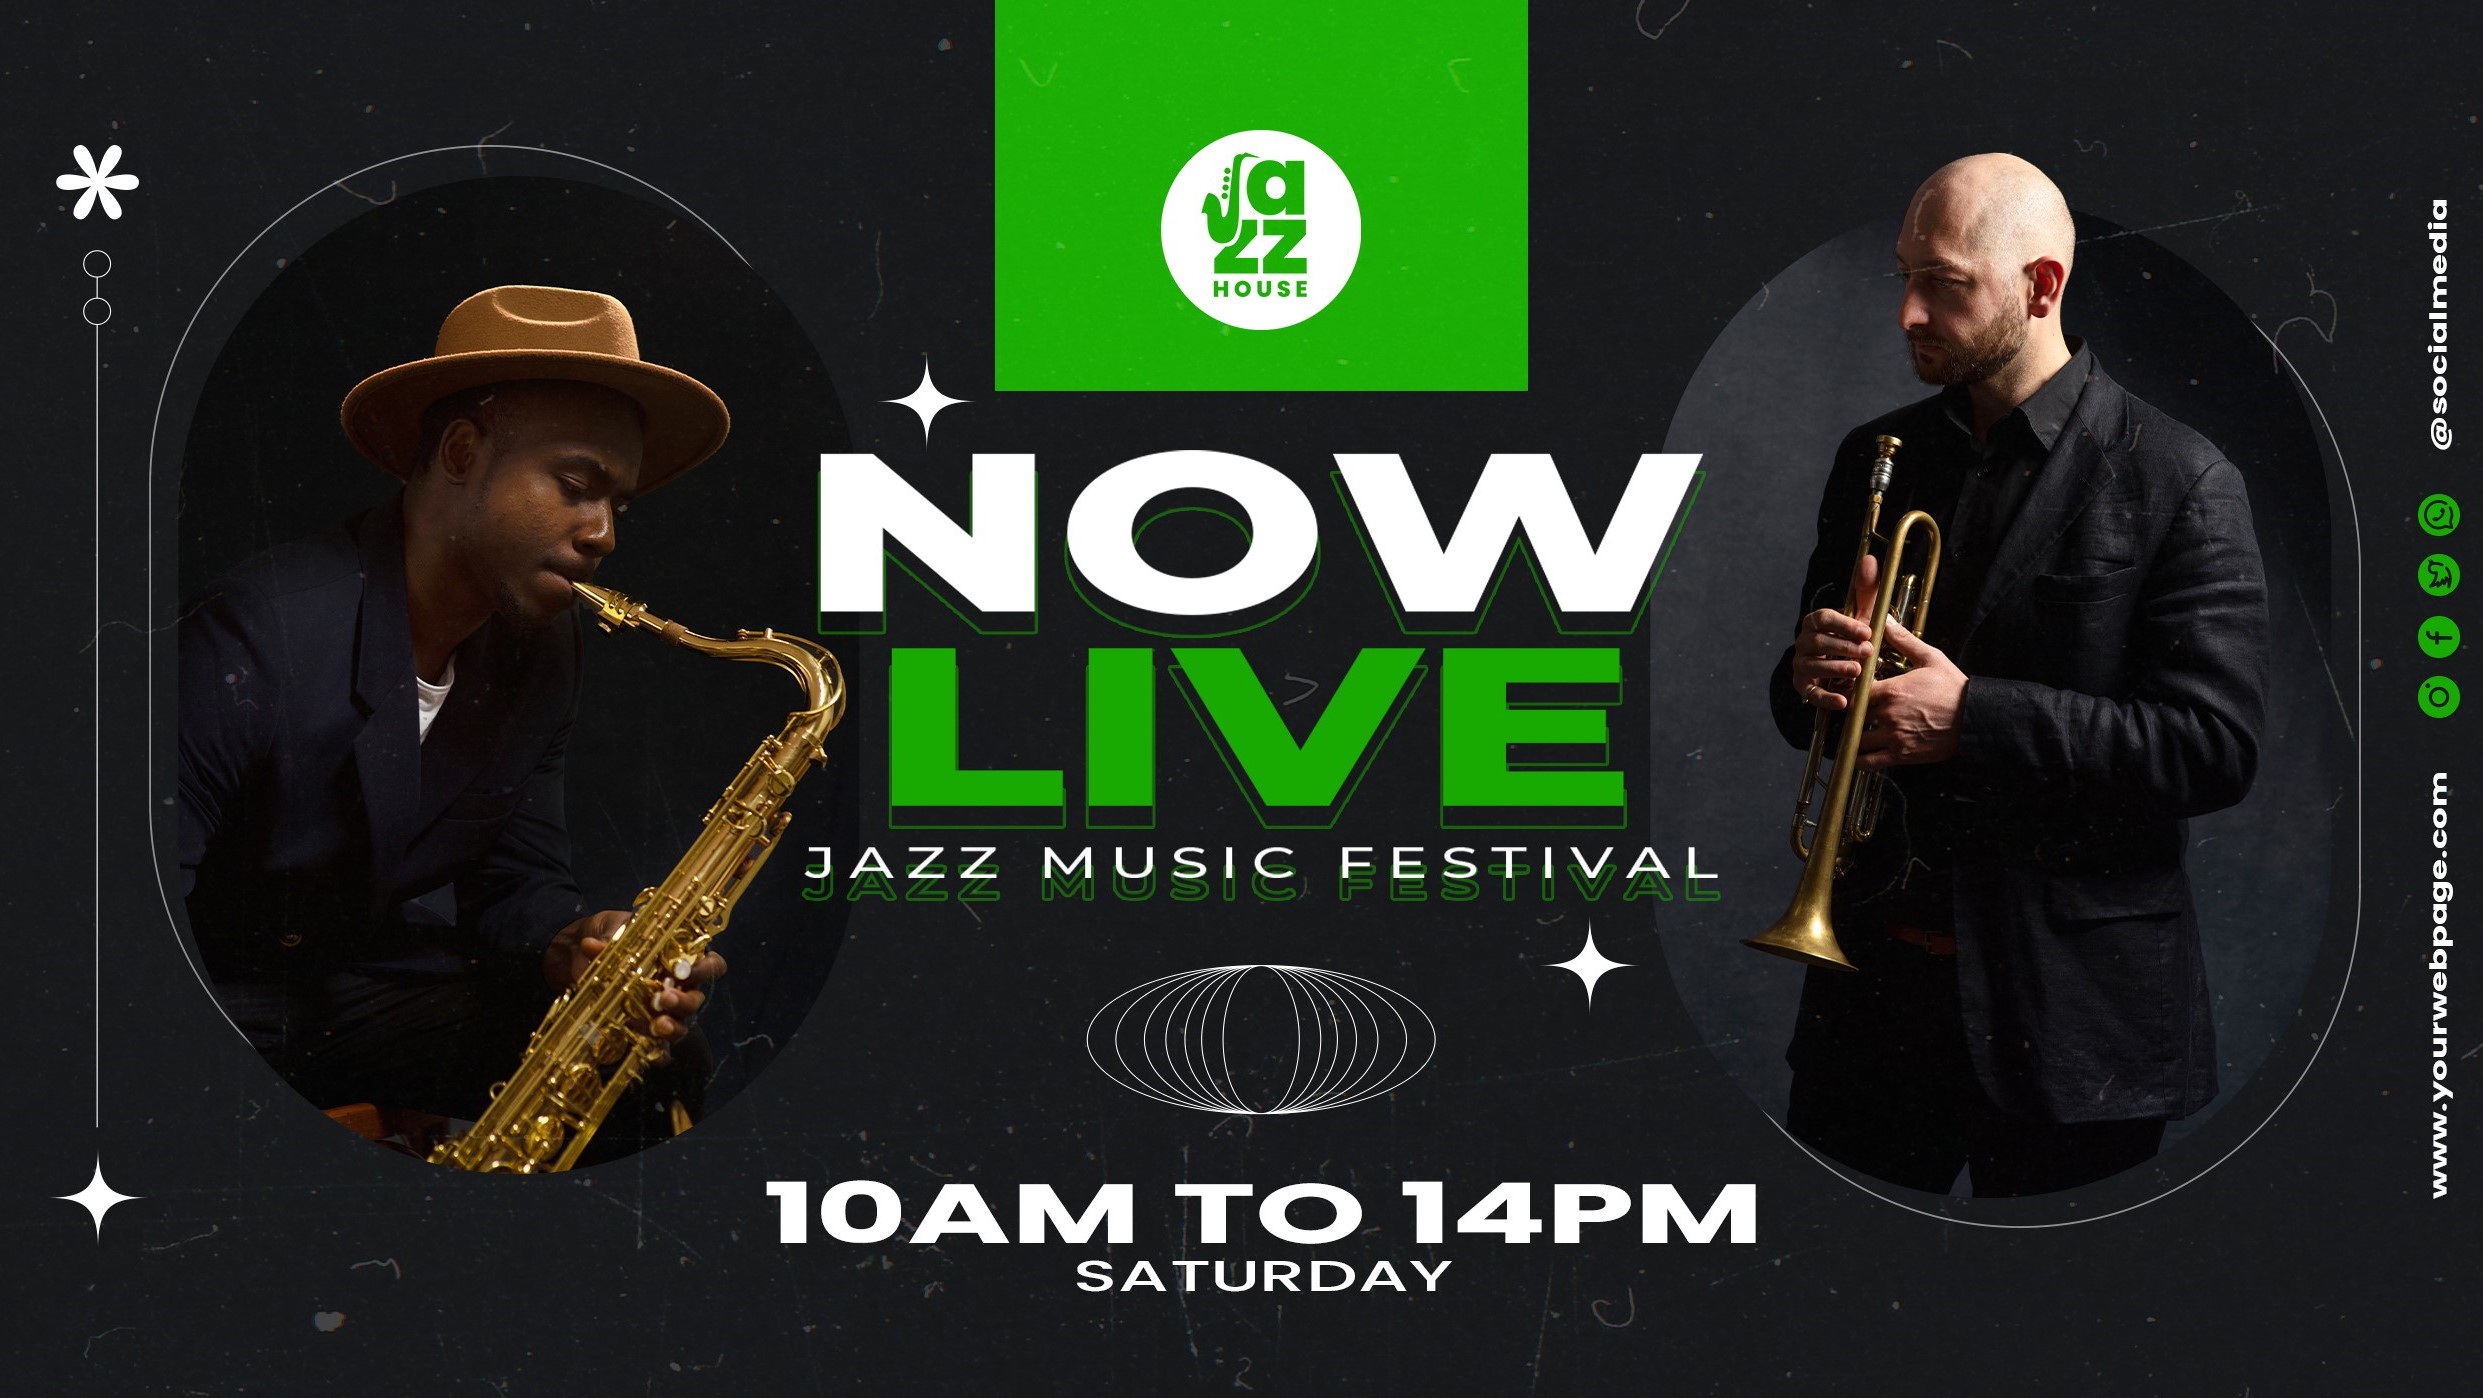 Jazz
HOUSE
NOW
LIVE
JAZZ MUSIC FESTIVAL
10AM TO 14PM
SATURDAY
@socialmedia
www.yourwebpage.com